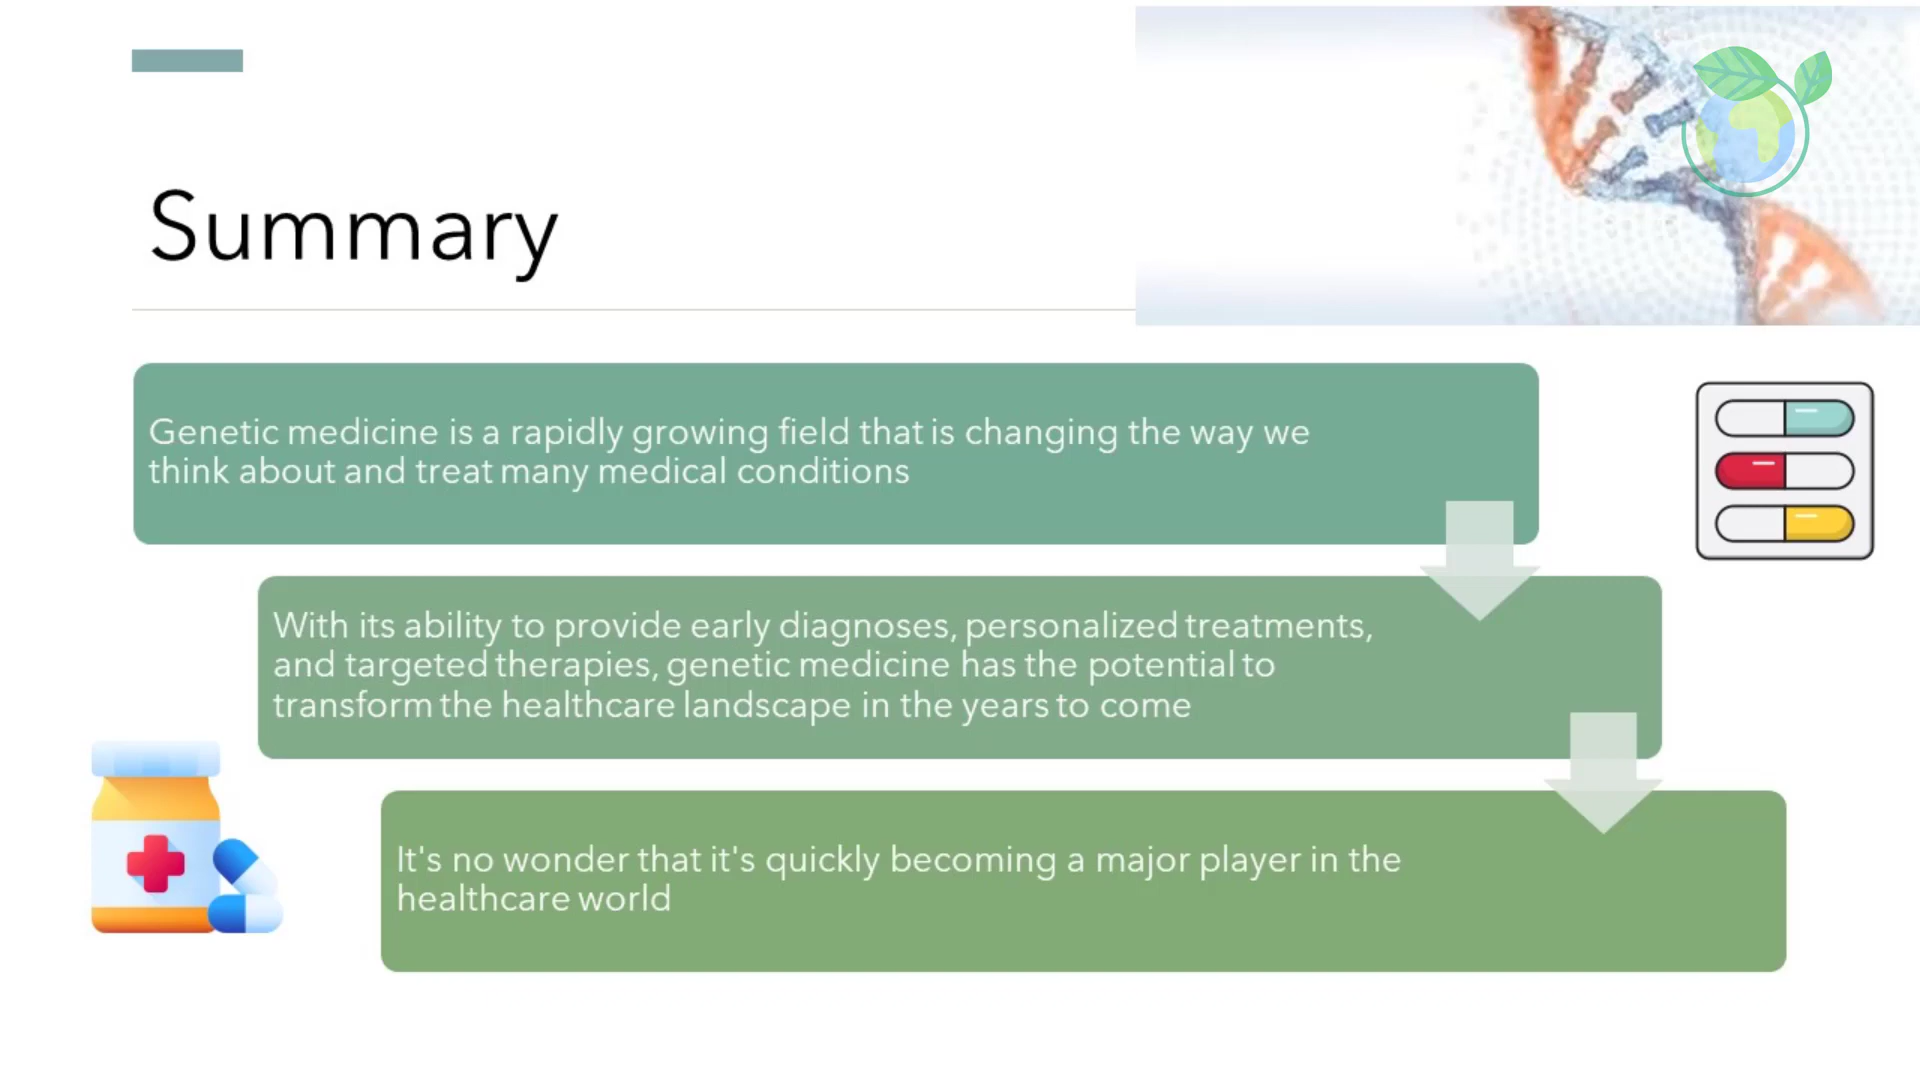 Summary
Genetic medicine is a rapidly growing field that is changing the way we
think about and treat many medical conditions
With its ability to provide early diagnoses, personalized treatments,
and targeted therapies, genetic medicine has the potential to
transform the healthcare landscape in the years to come
It's no wonder that it's quickly becoming a major player in the
healthcare world